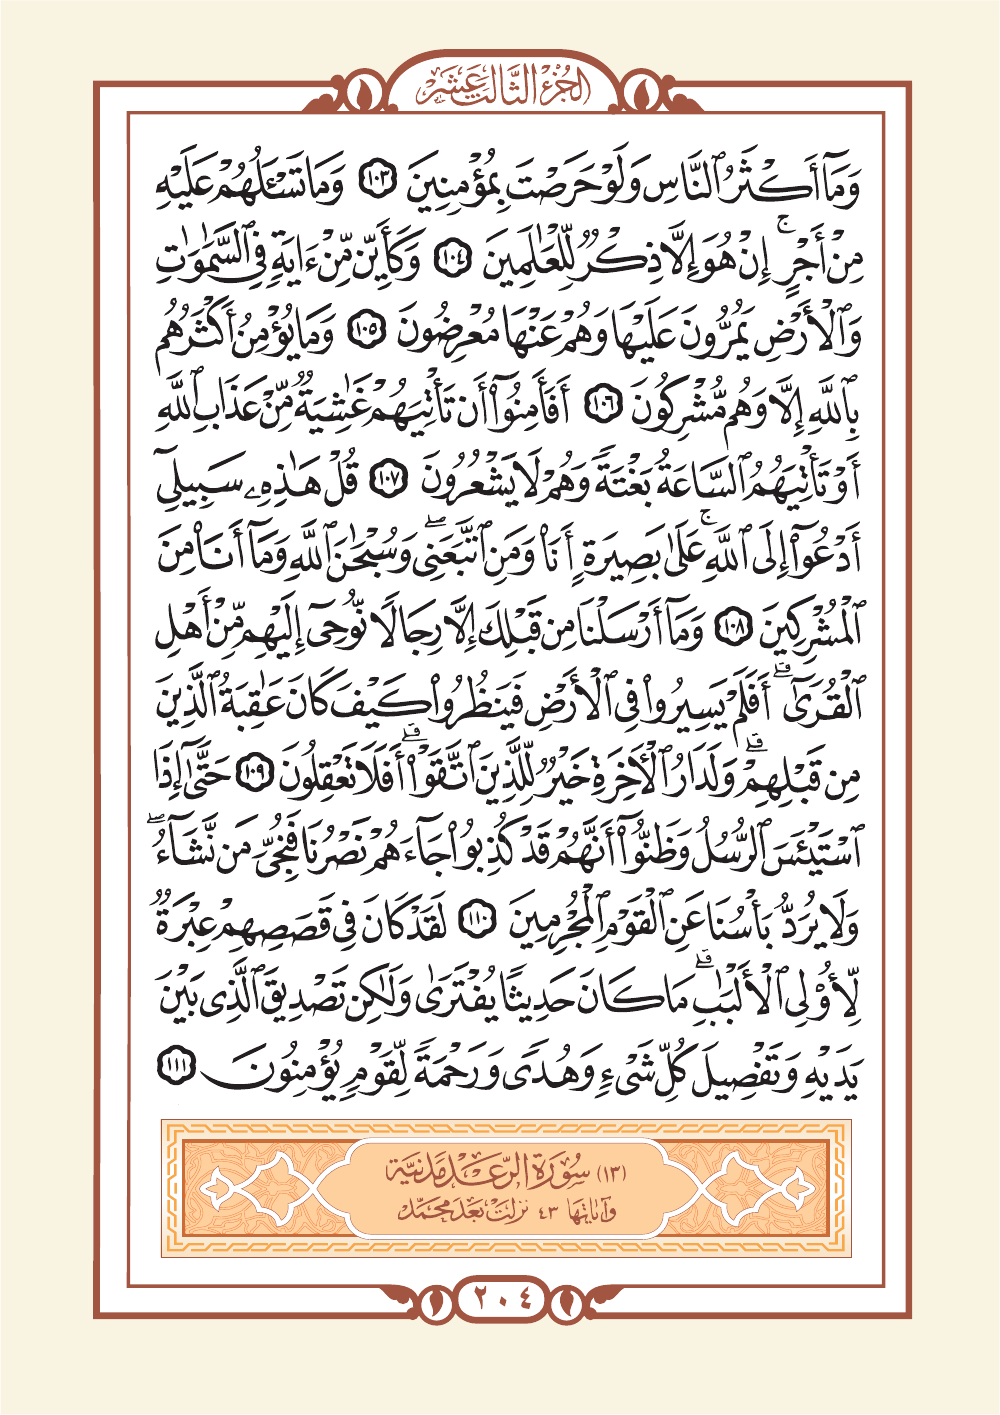 الجزء الثالث عشر
وَمَآ أَكْثَرُ ٱلنَّاسِ وَلَوْ حَرَصْتَ بِمُؤْمِنِينَ ١٠٣ وَمَا تَسْـَٔلُهُمْ عَلَيْهِ
مِنْ أَجْرٍ ۚ إِنْ هُوَ إِلَّا ذِكْرٌ لِّلْعَٰلَمِينَ ١٠٤ وَكَأَيِّن مِّنْ ءَايَةٍ فِى ٱلسَّمَٰوَٰتِ
وَٱلْأَرْضِ يَمُرُّونَ عَلَيْهَا وَهُمْ عَنْهَا مُعْرِضُونَ ١٠٥ وَمَا يُؤْمِنُ أَكْثَرُهُم
بِٱللَّهِ إِلَّا وَهُم مُّشْرِكُونَ ١٠٦ أَفَأَمِنُوٓا۟ أَن تَأْتِيَهُمْ غَٰشِيَةٌ مِّنْ عَذَابِ ٱللَّهِ
أَوْ تَأْتِيَهُمُ ٱلسَّاعَةُ بَغْتَةً وَهُمْ لَا يَشْعُرُونَ ١٠٧ قُلْ هَٰذِهِۦ سَبِيلِىٓ
أَدْعُوٓا۟ إِلَى ٱللَّهِ ۚ عَلَىٰ بَصِيرَةٍ أَنَا۠ وَمَنِ ٱتَّبَعَنِى ۖ وَسُبْحَٰنَ ٱللَّهِ وَمَآ أَنَا۠ مِنَ
ٱلْمُشْرِكِينَ ١٠٨ وَمَآ أَرْسَلْنَا مِن قَبْلِكَ إِلَّا رِجَالًا نُّوحِىٓ إِلَيْهِم مِّنْ أَهْلِ
ٱلْقُرَىٰٓ ۗ أَفَلَمْ يَسِيرُوا۟ فِى ٱلْأَرْضِ فَيَنظُرُوا۟ كَيْفَ كَانَ عَٰقِبَةُ ٱلَّذِينَ
مِن قَبْلِهِمْ ۗ وَلَدَارُ ٱلْأَخِرَةِ خَيْرٌ لِّلَّذِينَ ٱتَّقَوْا۟ ۗ أَفَلَا تَعْقِلُونَ ١٠٩ حَتَّىٰٓ إِذَا
ٱسْتَيْـَٔسَ ٱلرُّسُلُ وَظَنُّوٓا۟ أَنَّهُمْ قَدْ كُذِبُوا۟ جَآءَهُمْ نَصْرُنَا فَنُجِّىَ مَن نَّشَآءُ ۖ
وَلَا يُرَدُّ بَأْسُنَا عَنِ ٱلْقَوْمِ ٱلْمُجْرِمِينَ ١١٠ لَقَدْ كَانَ فِى قَصَصِهِمْ عِبْرَةٌ
لِّأُو۟لِى ٱلْأَلْبَٰبِ ۗ مَا كَانَ حَدِيثًا يُفْتَرَىٰ وَلَٰكِن تَصْدِيقَ ٱلَّذِى بَيْنَ
يَدَيْهِ وَتَفْصِيلَ كُلِّ شَىْءٍ وَهُدًى وَرَحْمَةً لِّقَوْمٍ يُؤْمِنُونَ ١١١
(١٣) سُورَةُ الرَّعْد مَدَنِيَّة
وَآيَاتُهَا ٤٣ نَزَلَتْ بَعْدَ مُحَمَّد
٢٠٤